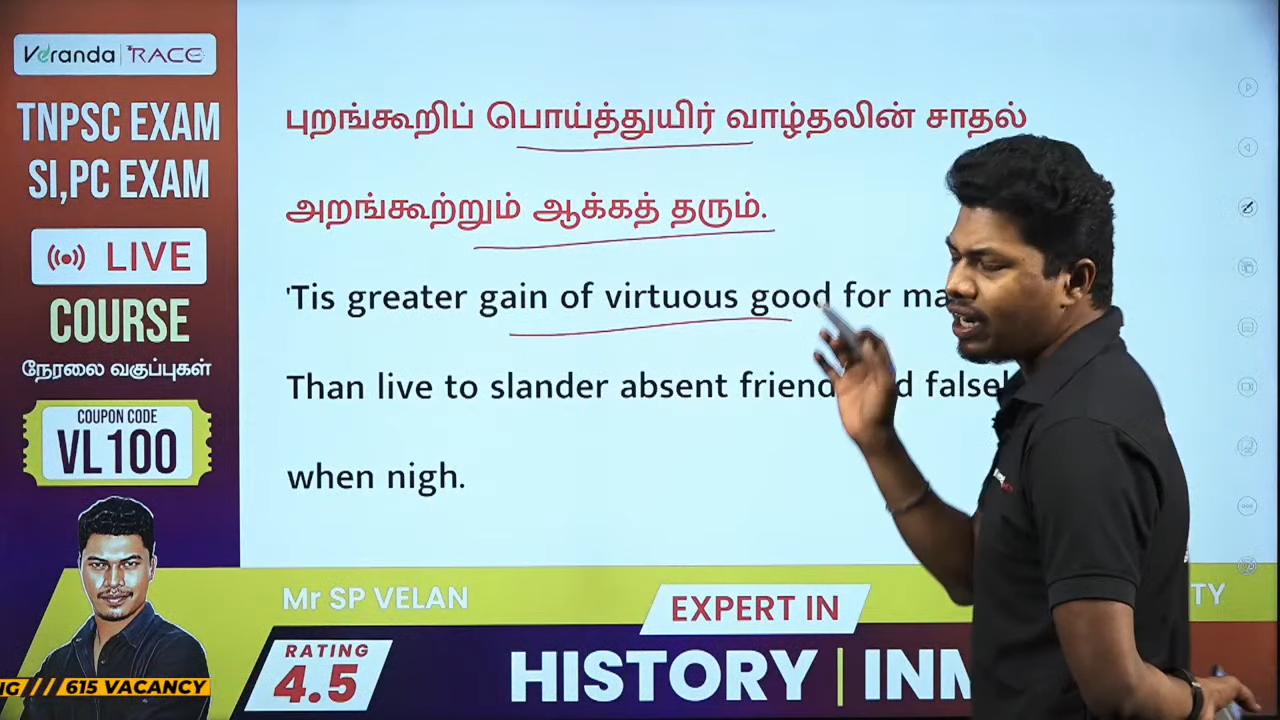 Veranda RACE
TNPSC EXAM
SI,PC EXAM
LIVE
COURSE
நேரலை வகுப்புகள்
COUPON CODE
VL100
புறங்கூறிப் பொய்த்துயிர் வாழ்தலின் சாதல்
அறங்கூற்றும் ஆக்கத் தரும்.
'Tis greater gain of virtuous good for
Than live to slander absent
when nigh.
Mr SP VELAN
EXPERT IN
RATING
4.5
HISTORY | INM
615 VACANCY